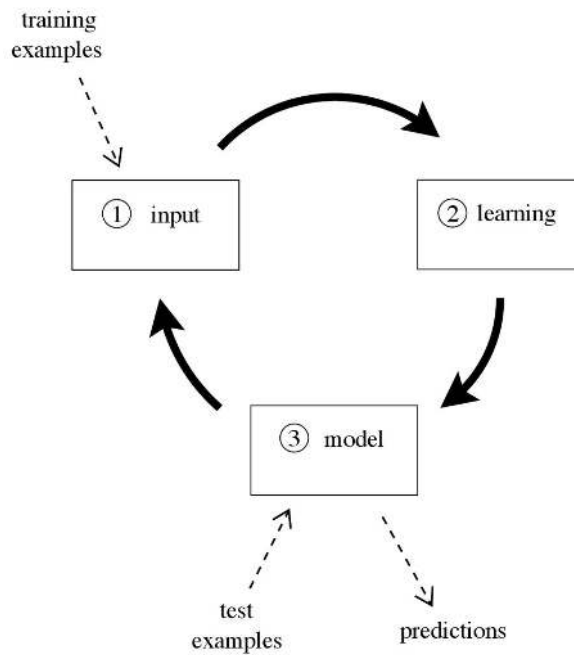 training
examples
① input
② learning
③ model
test
examples
predictions